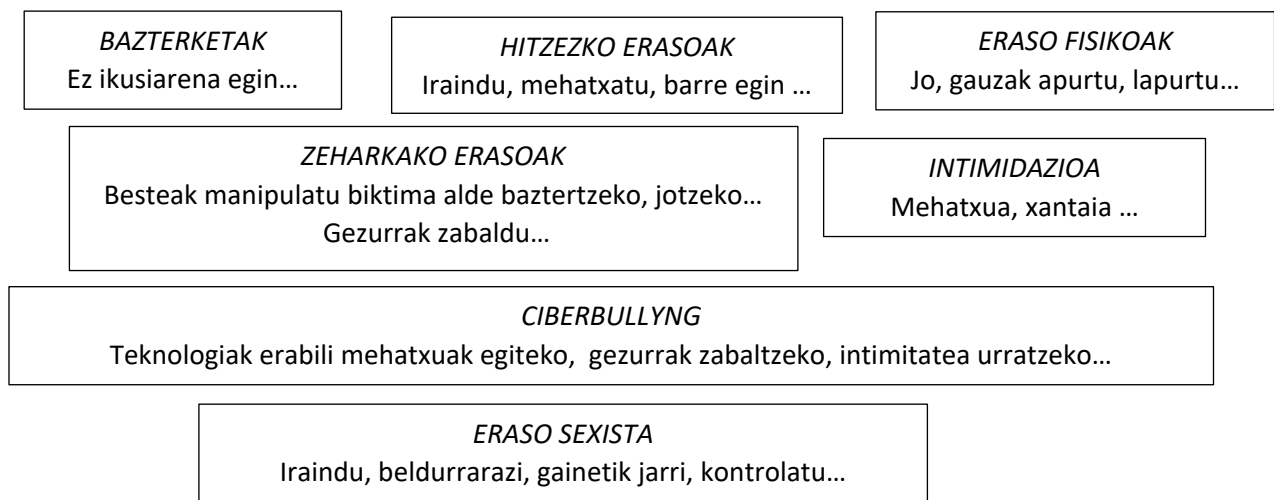 BAZTERKETAK
Ez ikusiarena egin…
HITZEZKO ERASOAK
Iraindu, mehatxatu, barre egin …
ERASO FISIKOAK
Jo, gauzak apurtu, lapurtu…
ZEHARKAKO ERASOAK
Besteak manipulatu biktima alde baztertzeko, jotzeko…
Gezurrak zabaldu…
INTIMIDAZIOA
Mehatxua, xantaia …
CIBERBULLYNG
Teknologiak erabili mehatxuak egiteko, gezurrak zabaltzeko, intimitatea urratzeko…
ERASO SEXISTA
Iraindu, beldurrarazi, gainetik jarri, kontrolatu…